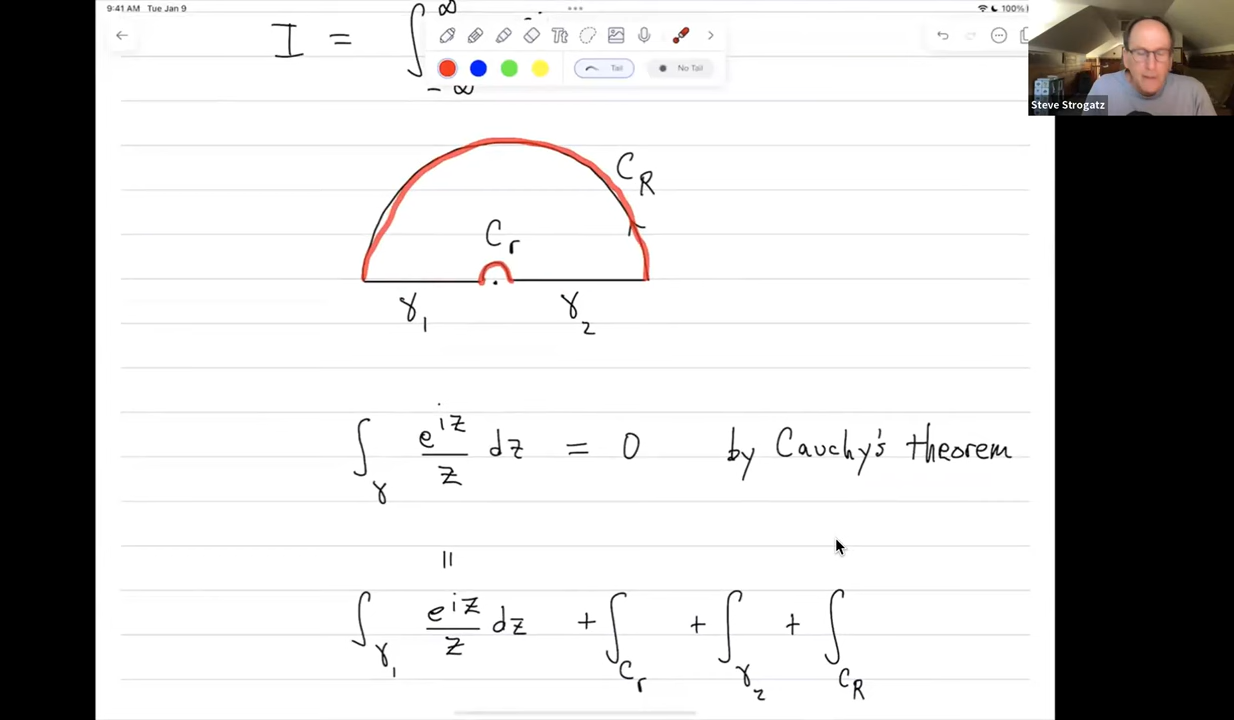 9:41 AM Tue Jan 9
100%
I = ∫_{-∞}^{∞}
Tail
No Tail
Steve Strogatz
C_R
C_r
γ_1 γ_2
∫_γ e^{iz}/z dz = 0 by Cauchy's theorem
||
∫_{γ_1} e^{iz}/z dz + ∫_{C_r} + ∫_{γ_2} + ∫_{C_R}